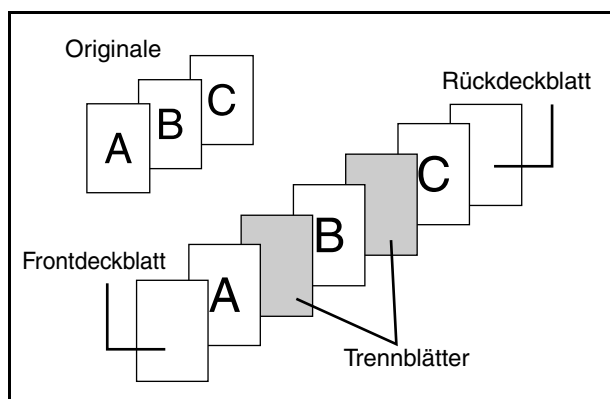 Originale
A
B
C
Rückdeckblatt
C
B
A
Frontdeckblatt
Trennblätter